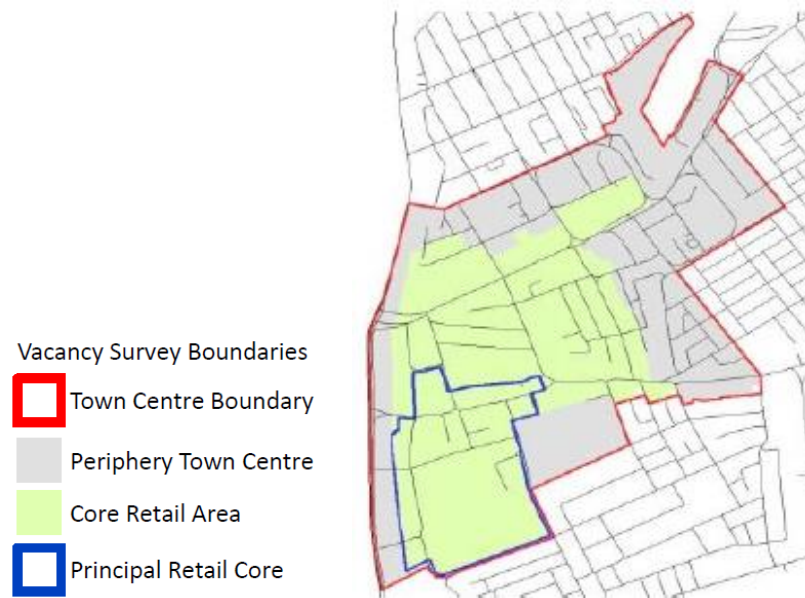 Vacancy Survey Boundaries
Town Centre Boundary
Periphery Town Centre
Core Retail Area
Principal Retail Core